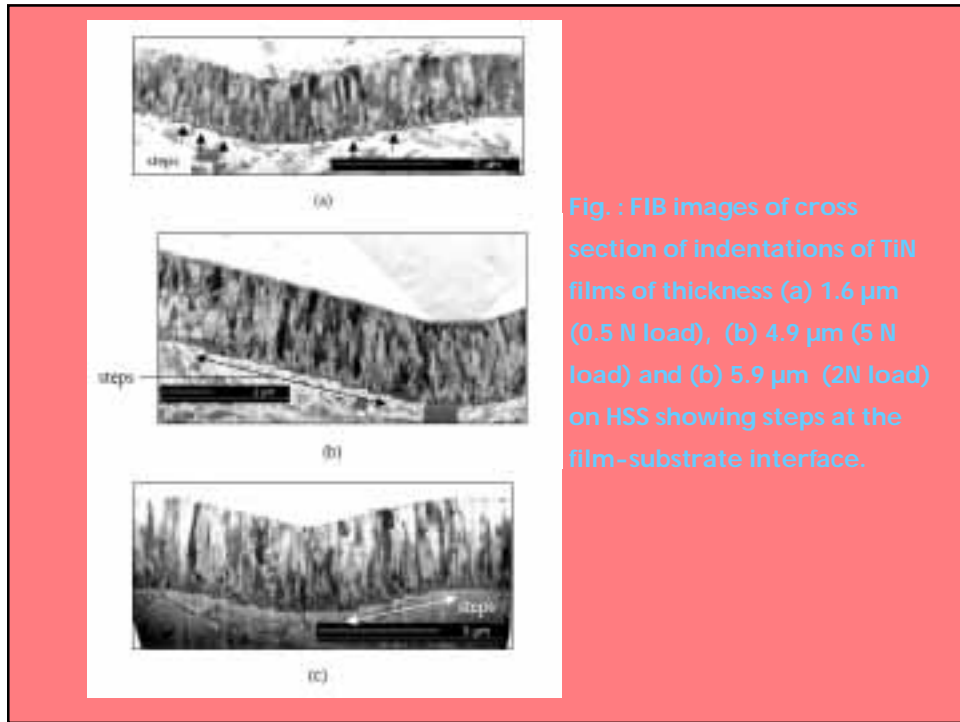 steps
(a)
steps
(b)
steps
5 µm
(c)
Fig. : FIB images of cross
section of indentations of TiN
films of thickness (a) 1.6 µm
(0.5 N load), (b) 4.9 µm (5 N
load) and (b) 5.9 µm (2N load)
on HSS showing steps at the
film-substrate interface.